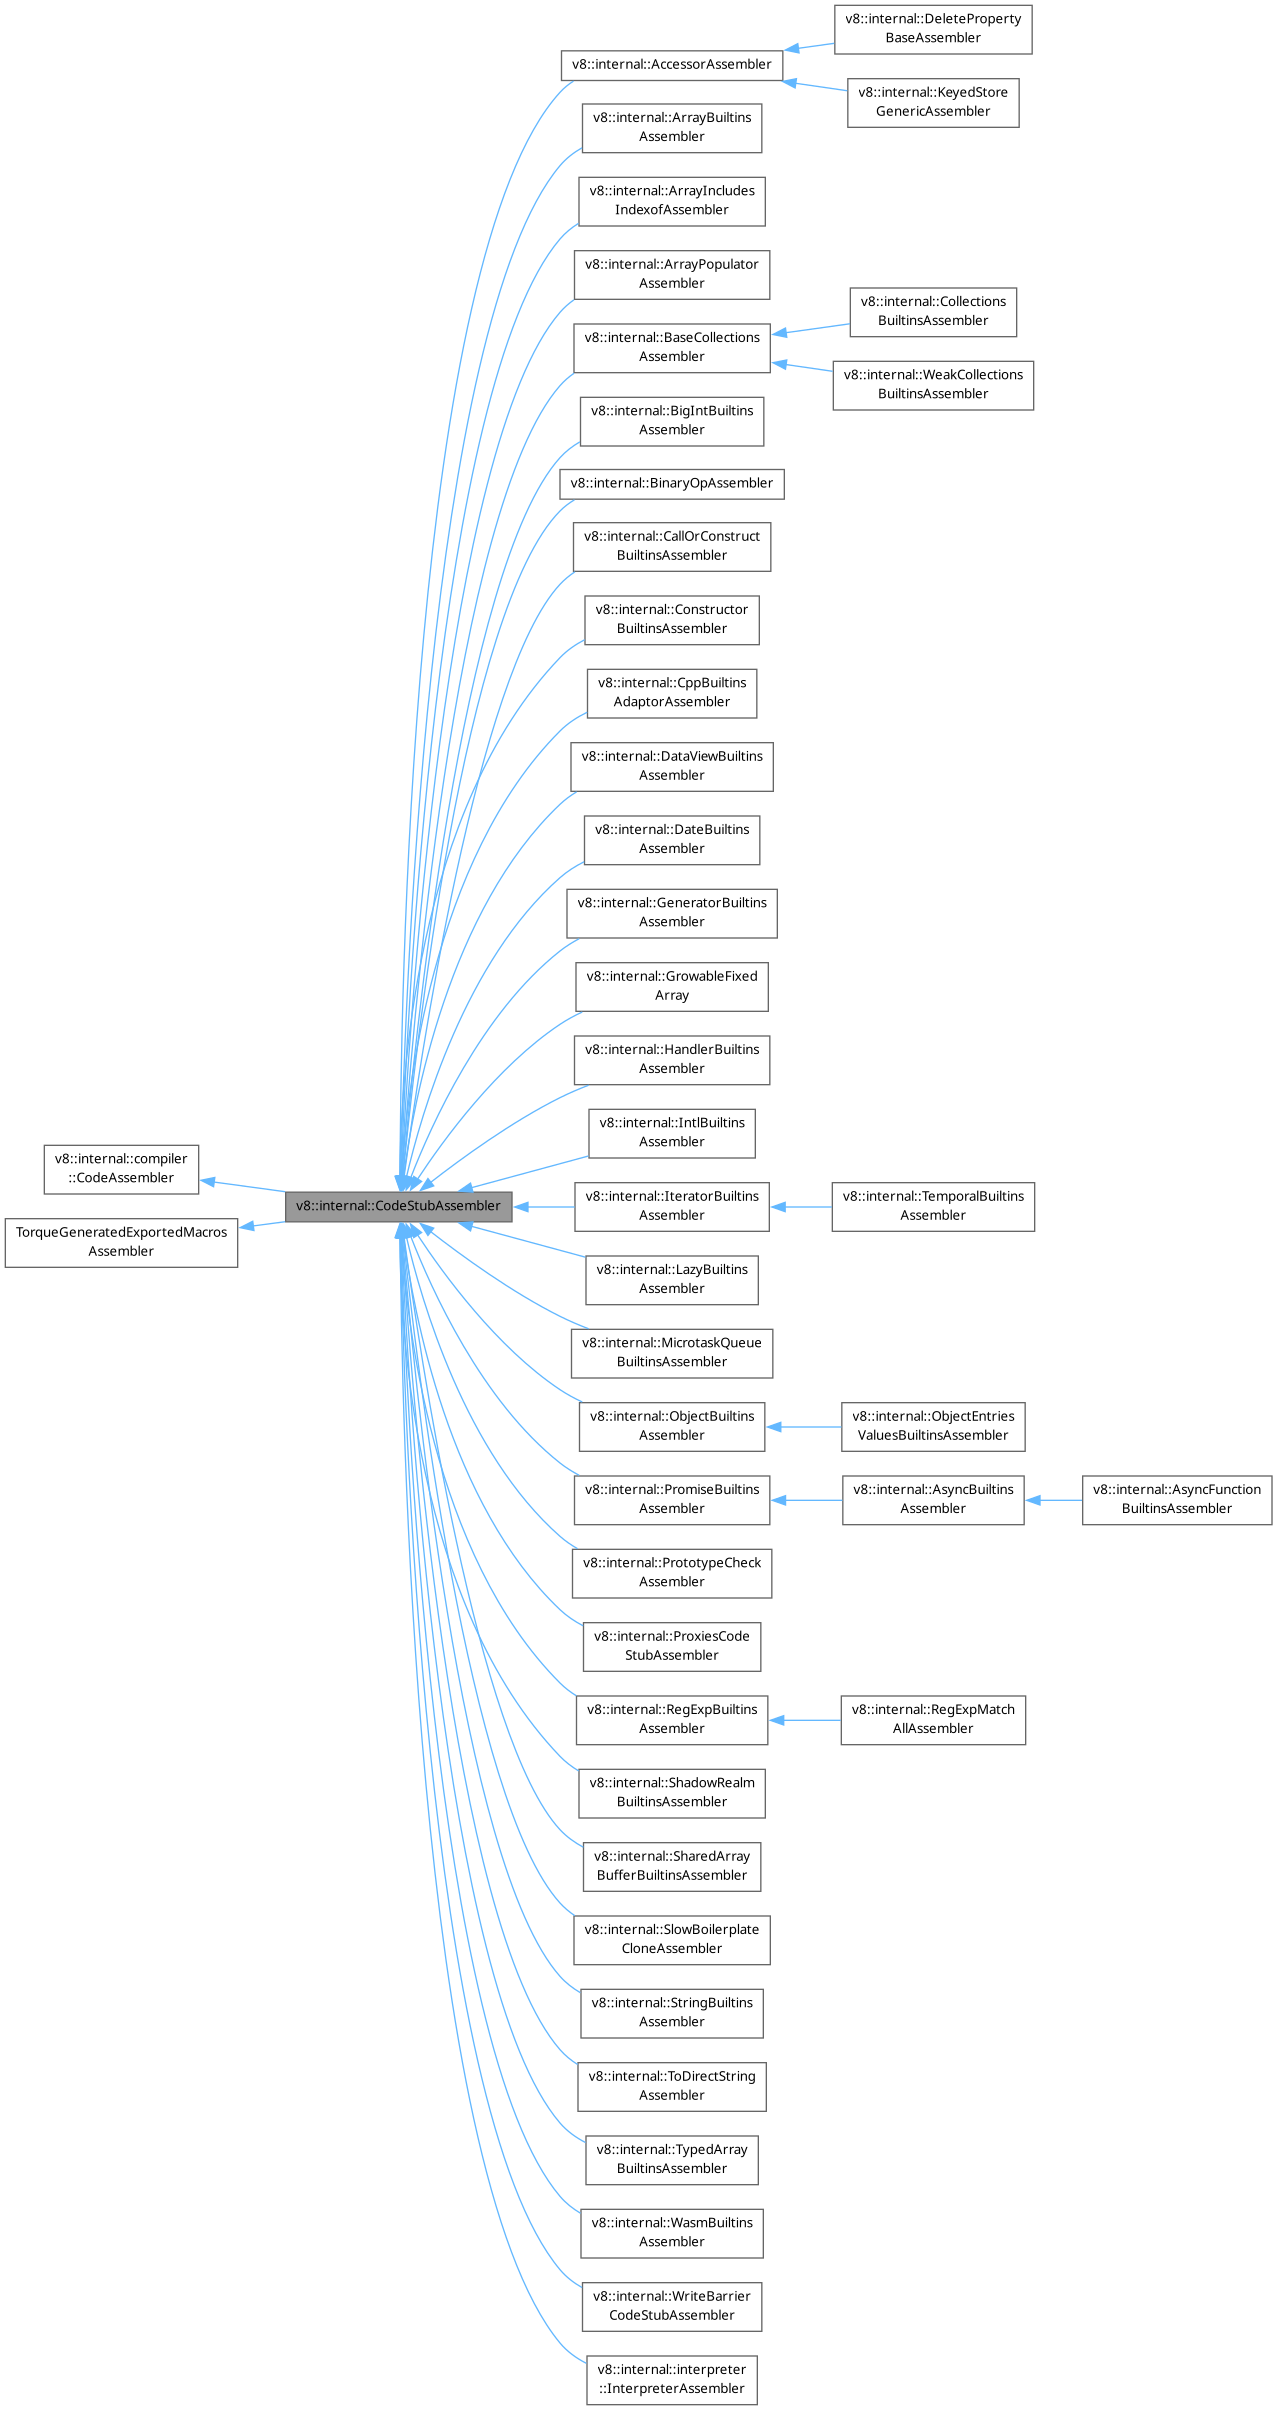 v8::internal::DeleteProperty
BaseAssembler
v8::internal::AccessorAssembler
v8::internal::KeyedStore
GenericAssembler
v8::internal::ArrayBuiltins
Assembler
v8::internal::ArrayIncludes
IndexofAssembler
v8::internal::ArrayPopulator
Assembler
v8::internal::Collections
BuiltinsAssembler
v8::internal::BaseCollections
Assembler
v8::internal::WeakCollections
BuiltinsAssembler
v8::internal::BigIntBuiltins
Assembler
v8::internal::BinaryOpAssembler
v8::internal::CallOrConstruct
BuiltinsAssembler
v8::internal::Constructor
BuiltinsAssembler
v8::internal::CppBuiltins
AdaptorAssembler
v8::internal::DataViewBuiltins
Assembler
v8::internal::DateBuiltins
Assembler
v8::internal::GeneratorBuiltins
Assembler
v8::internal::GrowableFixed
Array
v8::internal::HandlerBuiltins
Assembler
v8::internal::IntlBuiltins
Assembler
v8::internal::compiler
::CodeAssembler
v8::internal::CodeStubAssembler
TorqueGeneratedExportedMacros
Assembler
v8::internal::IteratorBuiltins
Assembler
v8::internal::TemporalBuiltins
Assembler
v8::internal::LazyBuiltins
Assembler
v8::internal::MicrotaskQueue
BuiltinsAssembler
v8::internal::ObjectBuiltins
Assembler
v8::internal::ObjectEntries
ValuesBuiltinsAssembler
v8::internal::PromiseBuiltins
Assembler
v8::internal::AsyncBuiltins
Assembler
v8::internal::AsyncFunction
BuiltinsAssembler
v8::internal::PrototypeCheck
Assembler
v8::internal::ProxiesCode
StubAssembler
v8::internal::RegExpBuiltins
Assembler
v8::internal::RegExpMatch
AllAssembler
v8::internal::ShadowRealm
BuiltinsAssembler
v8::internal::SharedArray
BufferBuiltinsAssembler
v8::internal::SlowBoilerplate
CloneAssembler
v8::internal::StringBuiltins
Assembler
v8::internal::ToDirectString
Assembler
v8::internal::TypedArray
BuiltinsAssembler
v8::internal::WasmBuiltins
Assembler
v8::internal::WriteBarrier
CodeStubAssembler
v8::internal::interpreter
::InterpreterAssembler